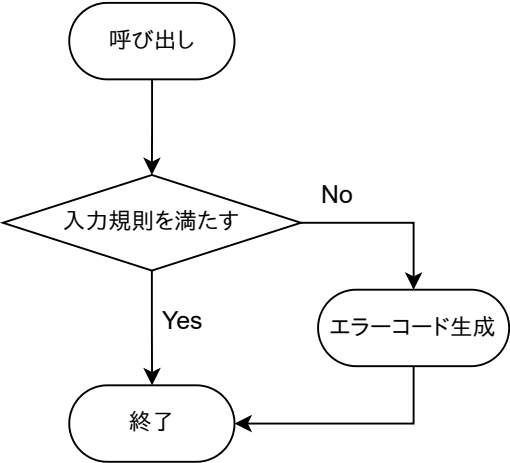 呼び出し
入力規則を満たす
No
Yes
エラーコード生成
終了